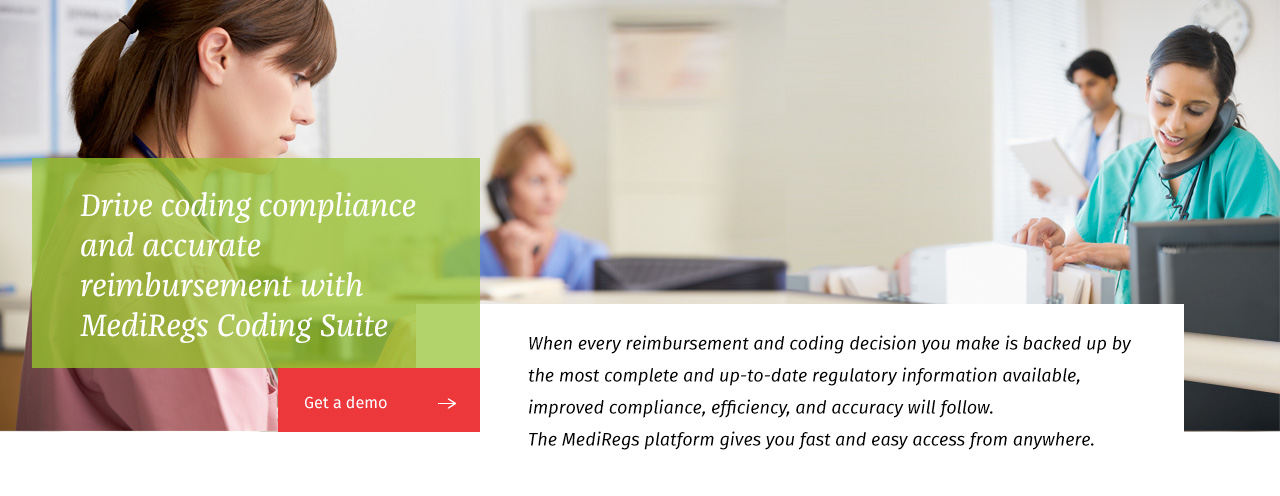 Drive coding compliance
and accurate
reimbursement with
MediRegs Coding Suite
Get a demo
When every reimbursement and coding decision you make is backed up by
the most complete and up-to-date regulatory information available,
improved compliance, efficiency, and accuracy will follow.
The MediRegs platform gives you fast and easy access from anywhere.